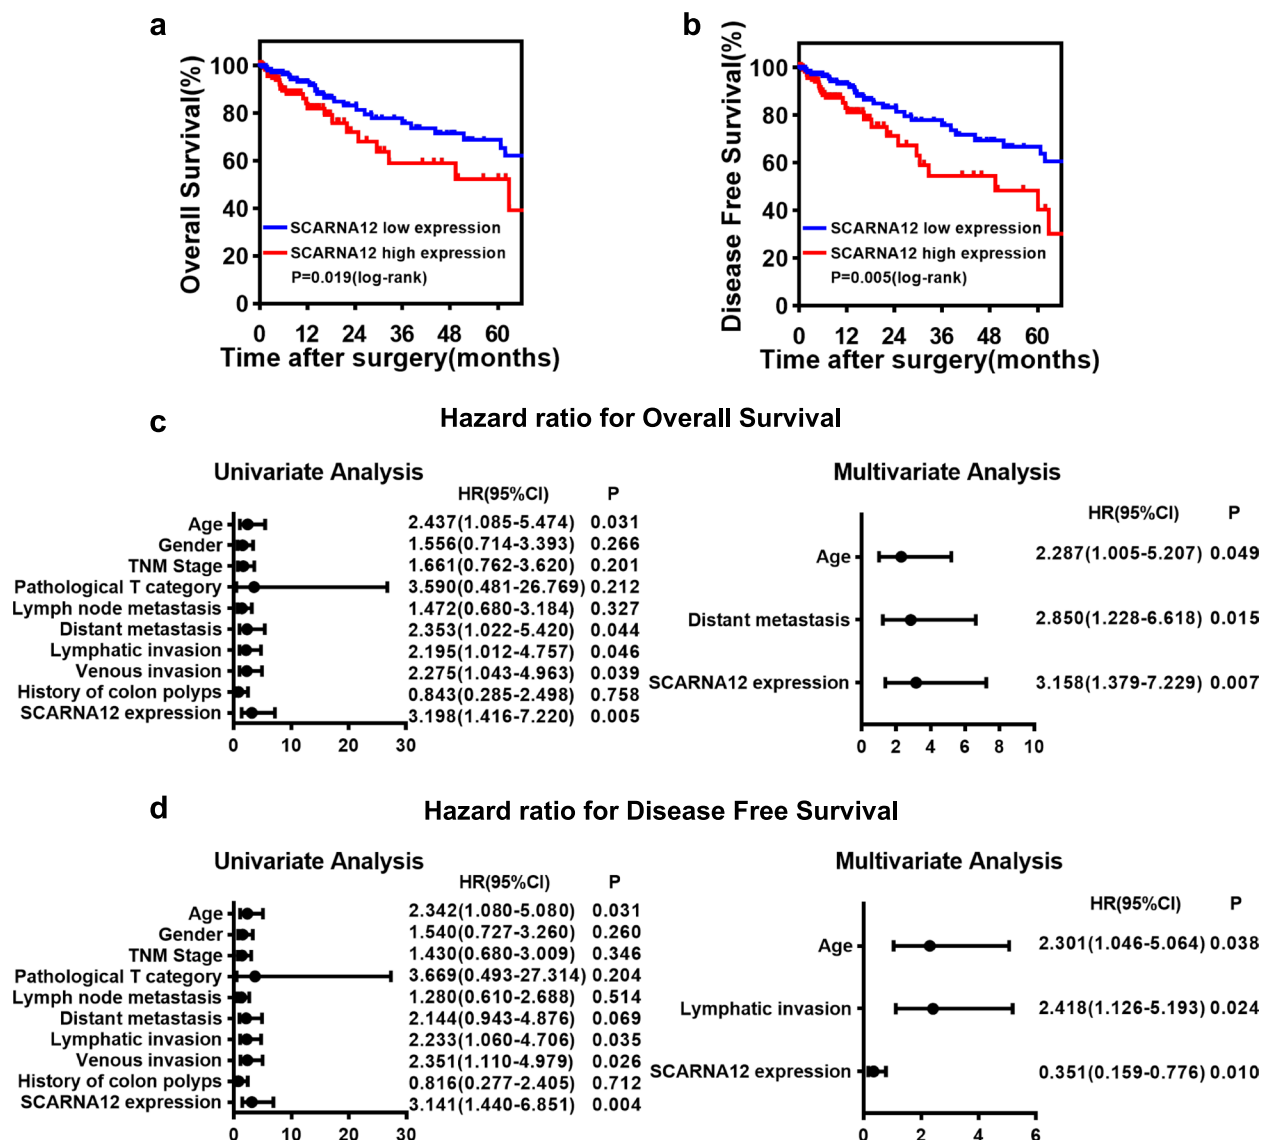 a
Overall Survival(%)
100
80
60
40
20
0
SCARNA12 low expression
SCARNA12 high expression
P=0.019(log-rank)
0 12 24 36 48 60
Time after surgery(months)
b
Disease Free Survival(%)
100
80
60
40
20
0
SCARNA12 low expression
SCARNA12 high expression
P=0.005(log-rank)
0 12 24 36 48 60
Time after surgery(months)
c
Hazard ratio for Overall Survival
Univariate Analysis
HR(95%CI) P
Age 2.437(1.085-5.474) 0.031
Gender 1.556(0.714-3.393) 0.266
TNM Stage 1.661(0.762-3.620) 0.201
Pathological T category 3.590(0.481-26.769) 0.212
Lymph node metastasis 1.472(0.680-3.184) 0.327
Distant metastasis 2.353(1.022-5.420) 0.044
Lymphatic invasion 2.195(1.012-4.757) 0.046
Venous invasion 2.275(1.043-4.963) 0.039
History of colon polyps 0.843(0.285-2.498) 0.758
SCARNA12 expression 3.198(1.416-7.220) 0.005
0 10 20 30
Multivariate Analysis
HR(95%CI) P
Age 2.287(1.005-5.207) 0.049
Distant metastasis 2.850(1.228-6.618) 0.015
SCARNA12 expression 3.158(1.379-7.229) 0.007
0 2 4 6 8 10
d
Hazard ratio for Disease Free Survival
Univariate Analysis
HR(95%CI) P
Age 2.342(1.080-5.080) 0.031
Gender 1.540(0.727-3.260) 0.260
TNM Stage 1.430(0.680-3.009) 0.346
Pathological T category 3.669(0.493-27.314) 0.204
Lymph node metastasis 1.280(0.610-2.688) 0.514
Distant metastasis 2.144(0.943-4.876) 0.069
Lymphatic invasion 2.233(1.060-4.706) 0.035
Venous invasion 2.351(1.110-4.979) 0.026
History of colon polyps 0.816(0.277-2.405) 0.712
SCARNA12 expression 3.141(1.440-6.851) 0.004
0 10 20 30
Multivariate Analysis
HR(95%CI) P
Age 2.301(1.046-5.064) 0.038
Lymphatic invasion 2.418(1.126-5.193) 0.024
SCARNA12 expression 0.351(0.159-0.776) 0.010
0 2 4 6